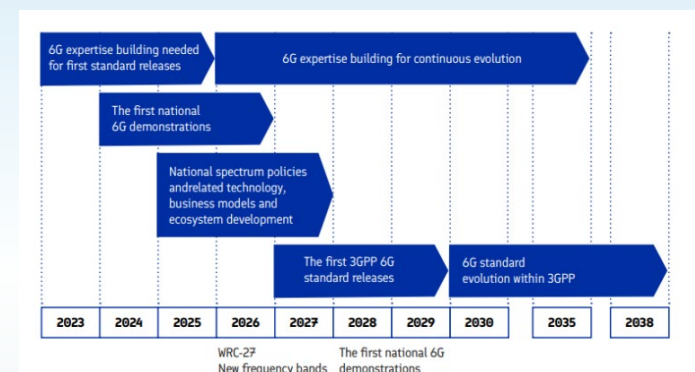 6G expertise building needed
for first standard releases
6G expertise building for continuous evolution
The first national
6G demonstrations
National spectrum policies
andrelated technology,
business models and
ecosystem development
The first 3GPP 6G
standard releases
6G standard
evolution within 3GPP
2023
2024
2025
2026
2027
2028
2029
2030
2035
2038
WRC-27
New frequency bands
The first national 6G
demonstrations